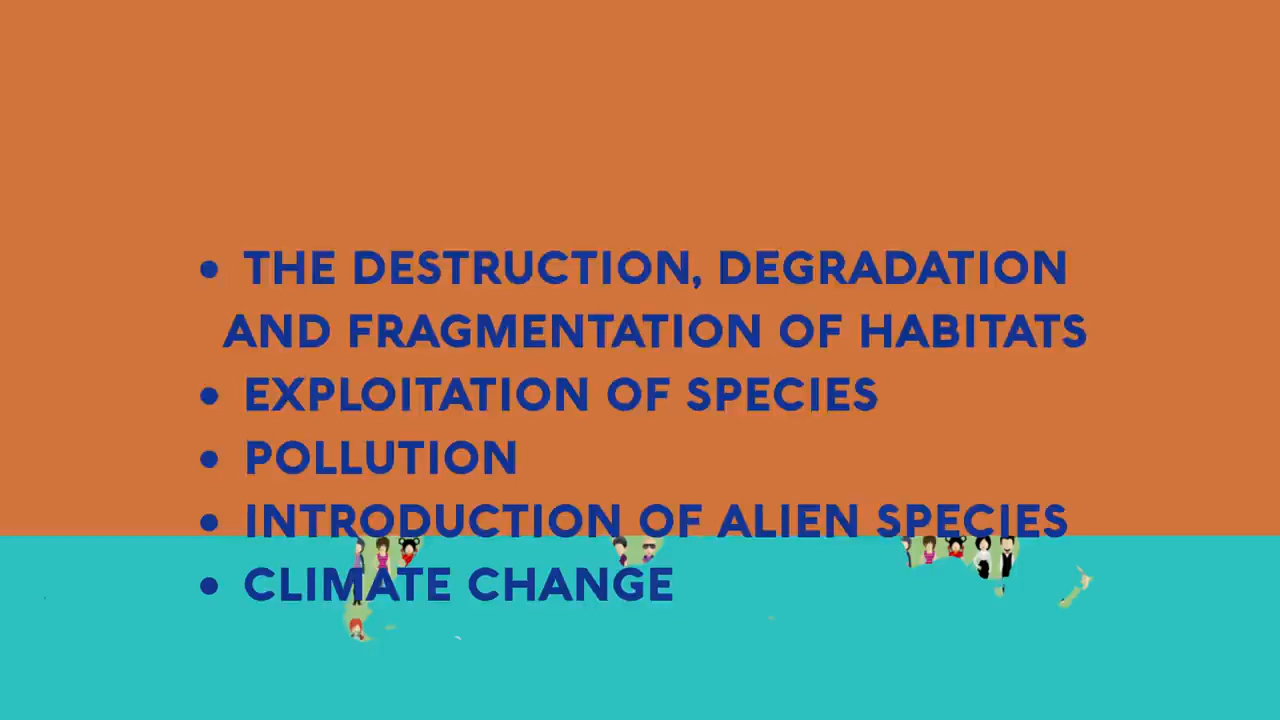 • THE DESTRUCTION, DEGRADATION
AND FRAGMENTATION OF HABITATS
• EXPLOITATION OF SPECIES
• POLLUTION
• INTRODUCTION OF ALIEN SPECIES
• CLIMATE CHANGE